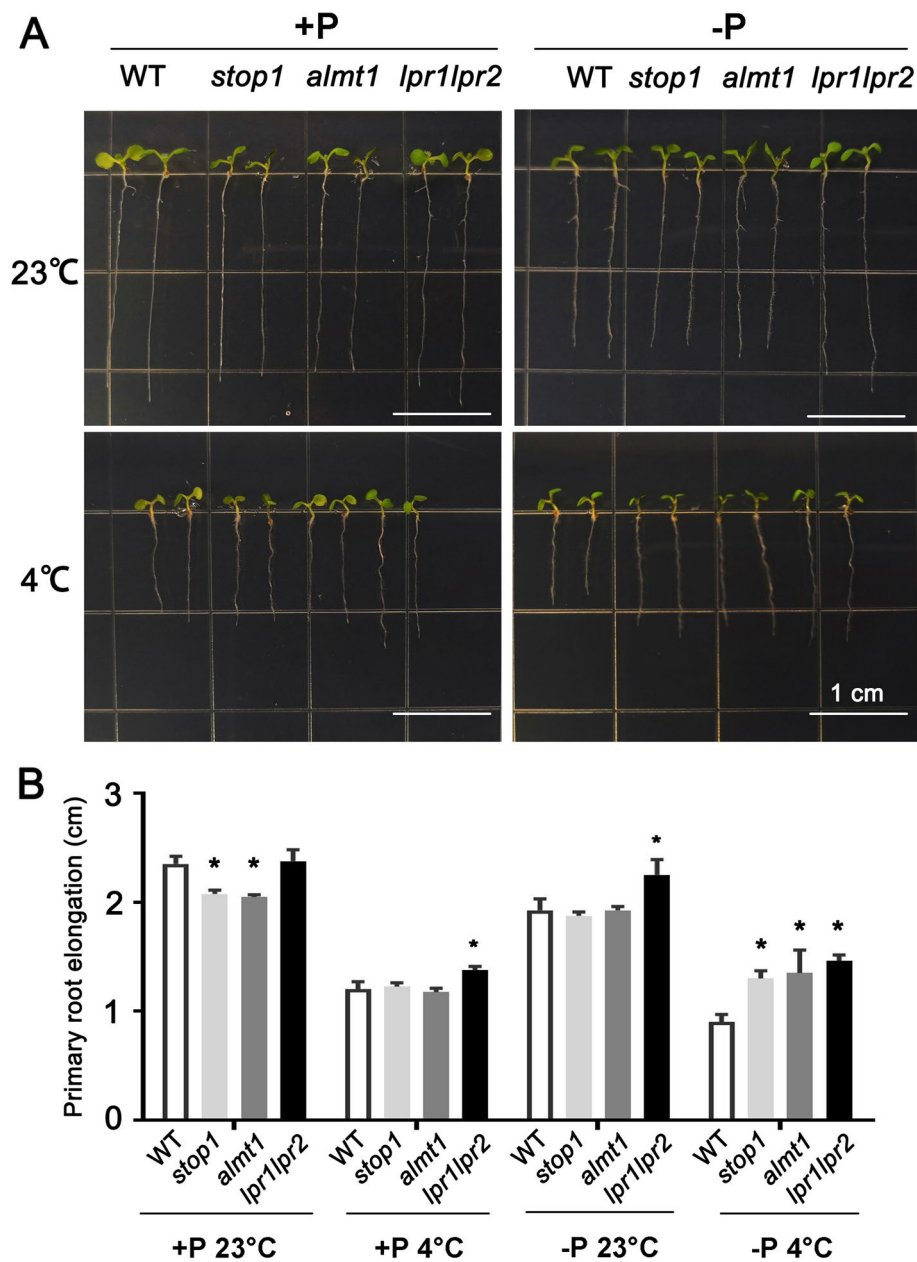 A
+P
-P
WT stop1 almt1 lpr1lpr2
WT stop1 almt1 lpr1lpr2
23℃
4℃
1 cm
B
Primary root elongation (cm)
3
2
1
0
* *
*
*
* * *
WT stop1 almt1 lpr1lpr2
WT stop1 almt1 lpr1lpr2
WT stop1 almt1 lpr1lpr2
WT stop1 almt1 lpr1lpr2
+P 23°C
+P 4°C
-P 23°C
-P 4°C